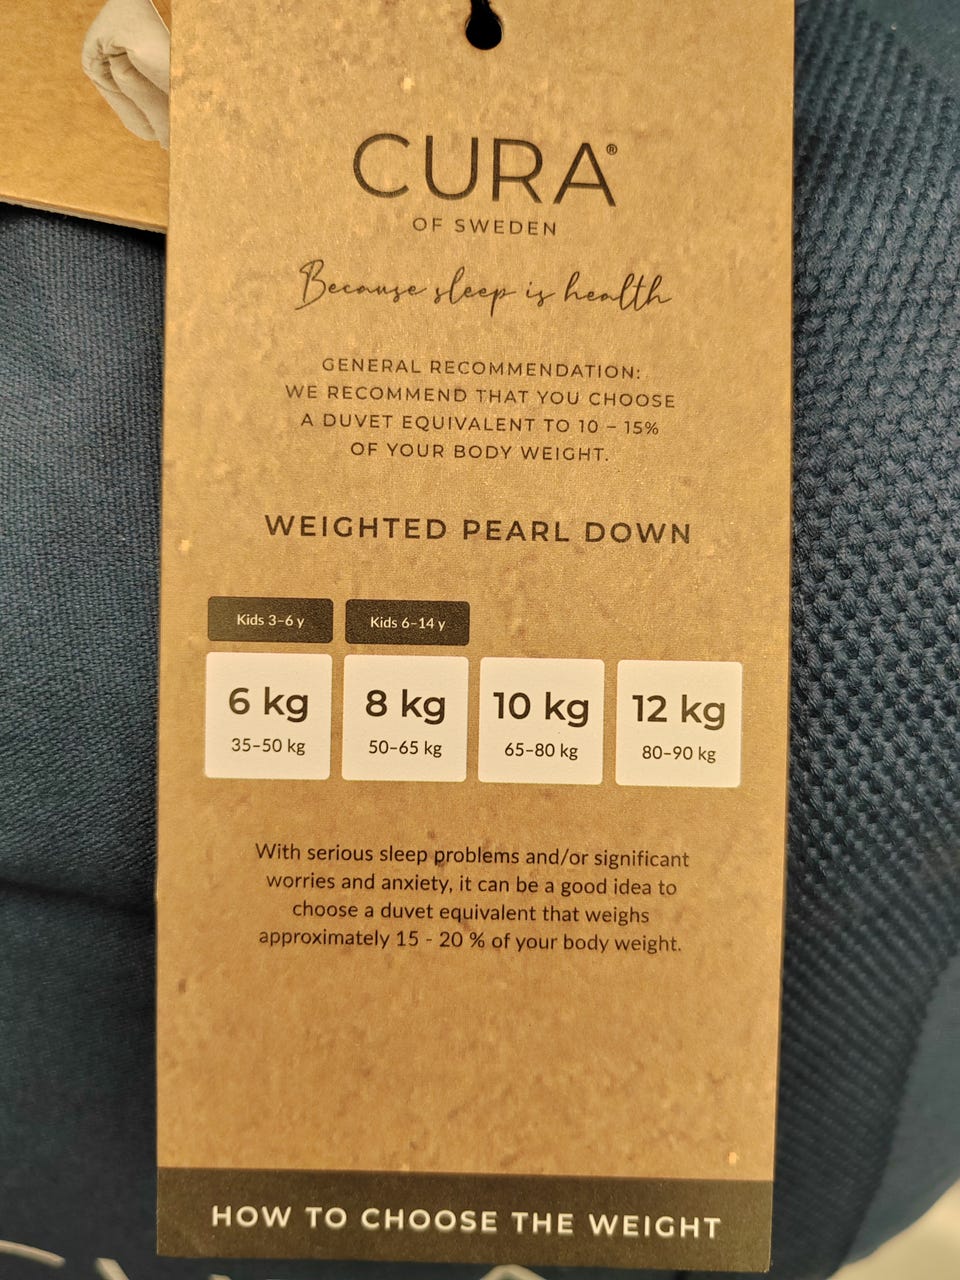 CURA®
OF SWEDEN
Because sleep is health
GENERAL RECOMMENDATION:
WE RECOMMEND THAT YOU CHOOSE
A DUVET EQUIVALENT TO 10 – 15%
OF YOUR BODY WEIGHT.
WEIGHTED PEARL DOWN
Kids 3–6 y
Kids 6–14 y
6 kg
35–50 kg
8 kg
50–65 kg
10 kg
65–80 kg
12 kg
80–90 kg
With serious sleep problems and/or significant
worries and anxiety, it can be a good idea to
choose a duvet equivalent that weighs
approximately 15 - 20 % of your body weight.
HOW TO CHOOSE THE WEIGHT